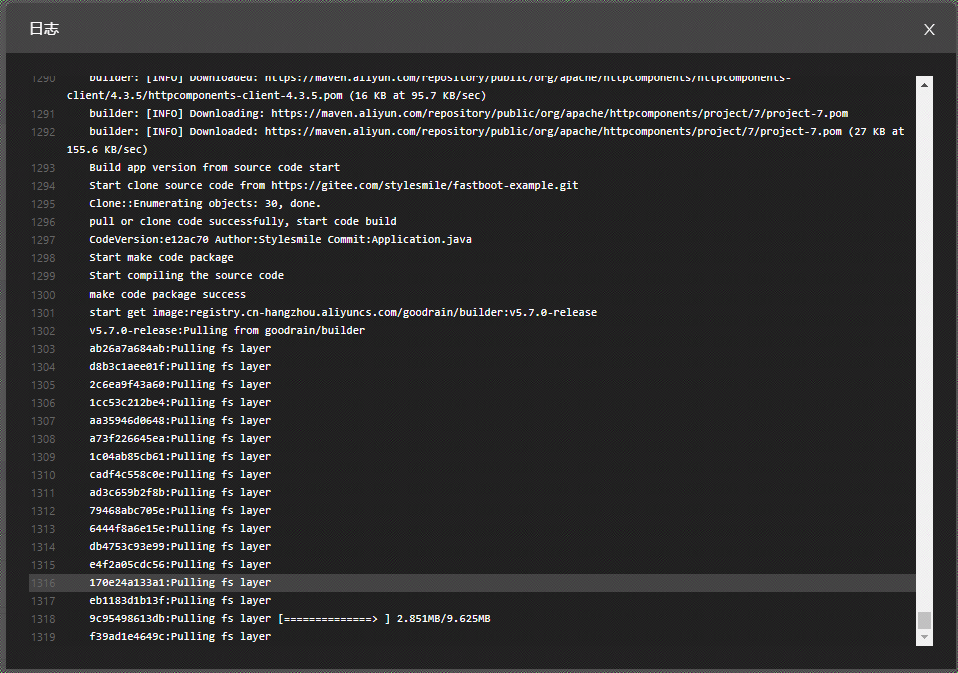 日志
X
1290 builder: [INFO] Downloaded: https://maven.aliyun.com/repository/public/org/apache/httpcomponents/httpcomponents-
client/4.3.5/httpcomponents-client-4.3.5.pom (16 KB at 95.7 KB/sec)
1291 builder: [INFO] Downloading: https://maven.aliyun.com/repository/public/org/apache/httpcomponents/project/7/project-7.pom
1292 builder: [INFO] Downloaded: https://maven.aliyun.com/repository/public/org/apache/httpcomponents/project/7/project-7.pom (27 KB at
155.6 KB/sec)
1293 Build app version from source code start
1294 Start clone source code from https://gitee.com/stylesmile/fastboot-example.git
1295 Clone::Enumerating objects: 30, done.
1296 pull or clone code successfully, start code build
1297 CodeVersion:e12ac70 Author:Stylesmile Commit:Application.java
1298 Start make code package
1299 Start compiling the source code
1300 make code package success
1301 start get image:registry.cn-hangzhou.aliyuncs.com/goodrain/builder:v5.7.0-release
1302 v5.7.0-release:Pulling from goodrain/builder
1303 ab26a7a684ab:Pulling fs layer
1304 d8b3c1aee01f:Pulling fs layer
1305 2c6ea9f43a60:Pulling fs layer
1306 1cc53c212be4:Pulling fs layer
1307 aa35946d0648:Pulling fs layer
1308 a73f226645ea:Pulling fs layer
1309 1c04ab85cb61:Pulling fs layer
1310 cadf4c558c0e:Pulling fs layer
1311 ad3c659b2f8b:Pulling fs layer
1312 79468abc705e:Pulling fs layer
1313 6444f8a6e15e:Pulling fs layer
1314 db4753c93e99:Pulling fs layer
1315 e4f2a05cdc56:Pulling fs layer
1316 170e24a133a1:Pulling fs layer
1317 eb1183d1b13f:Pulling fs layer
1318 9c95498613db:Pulling fs layer [==============> ] 2.851MB/9.625MB
1319 f39ad1e4649c:Pulling fs layer